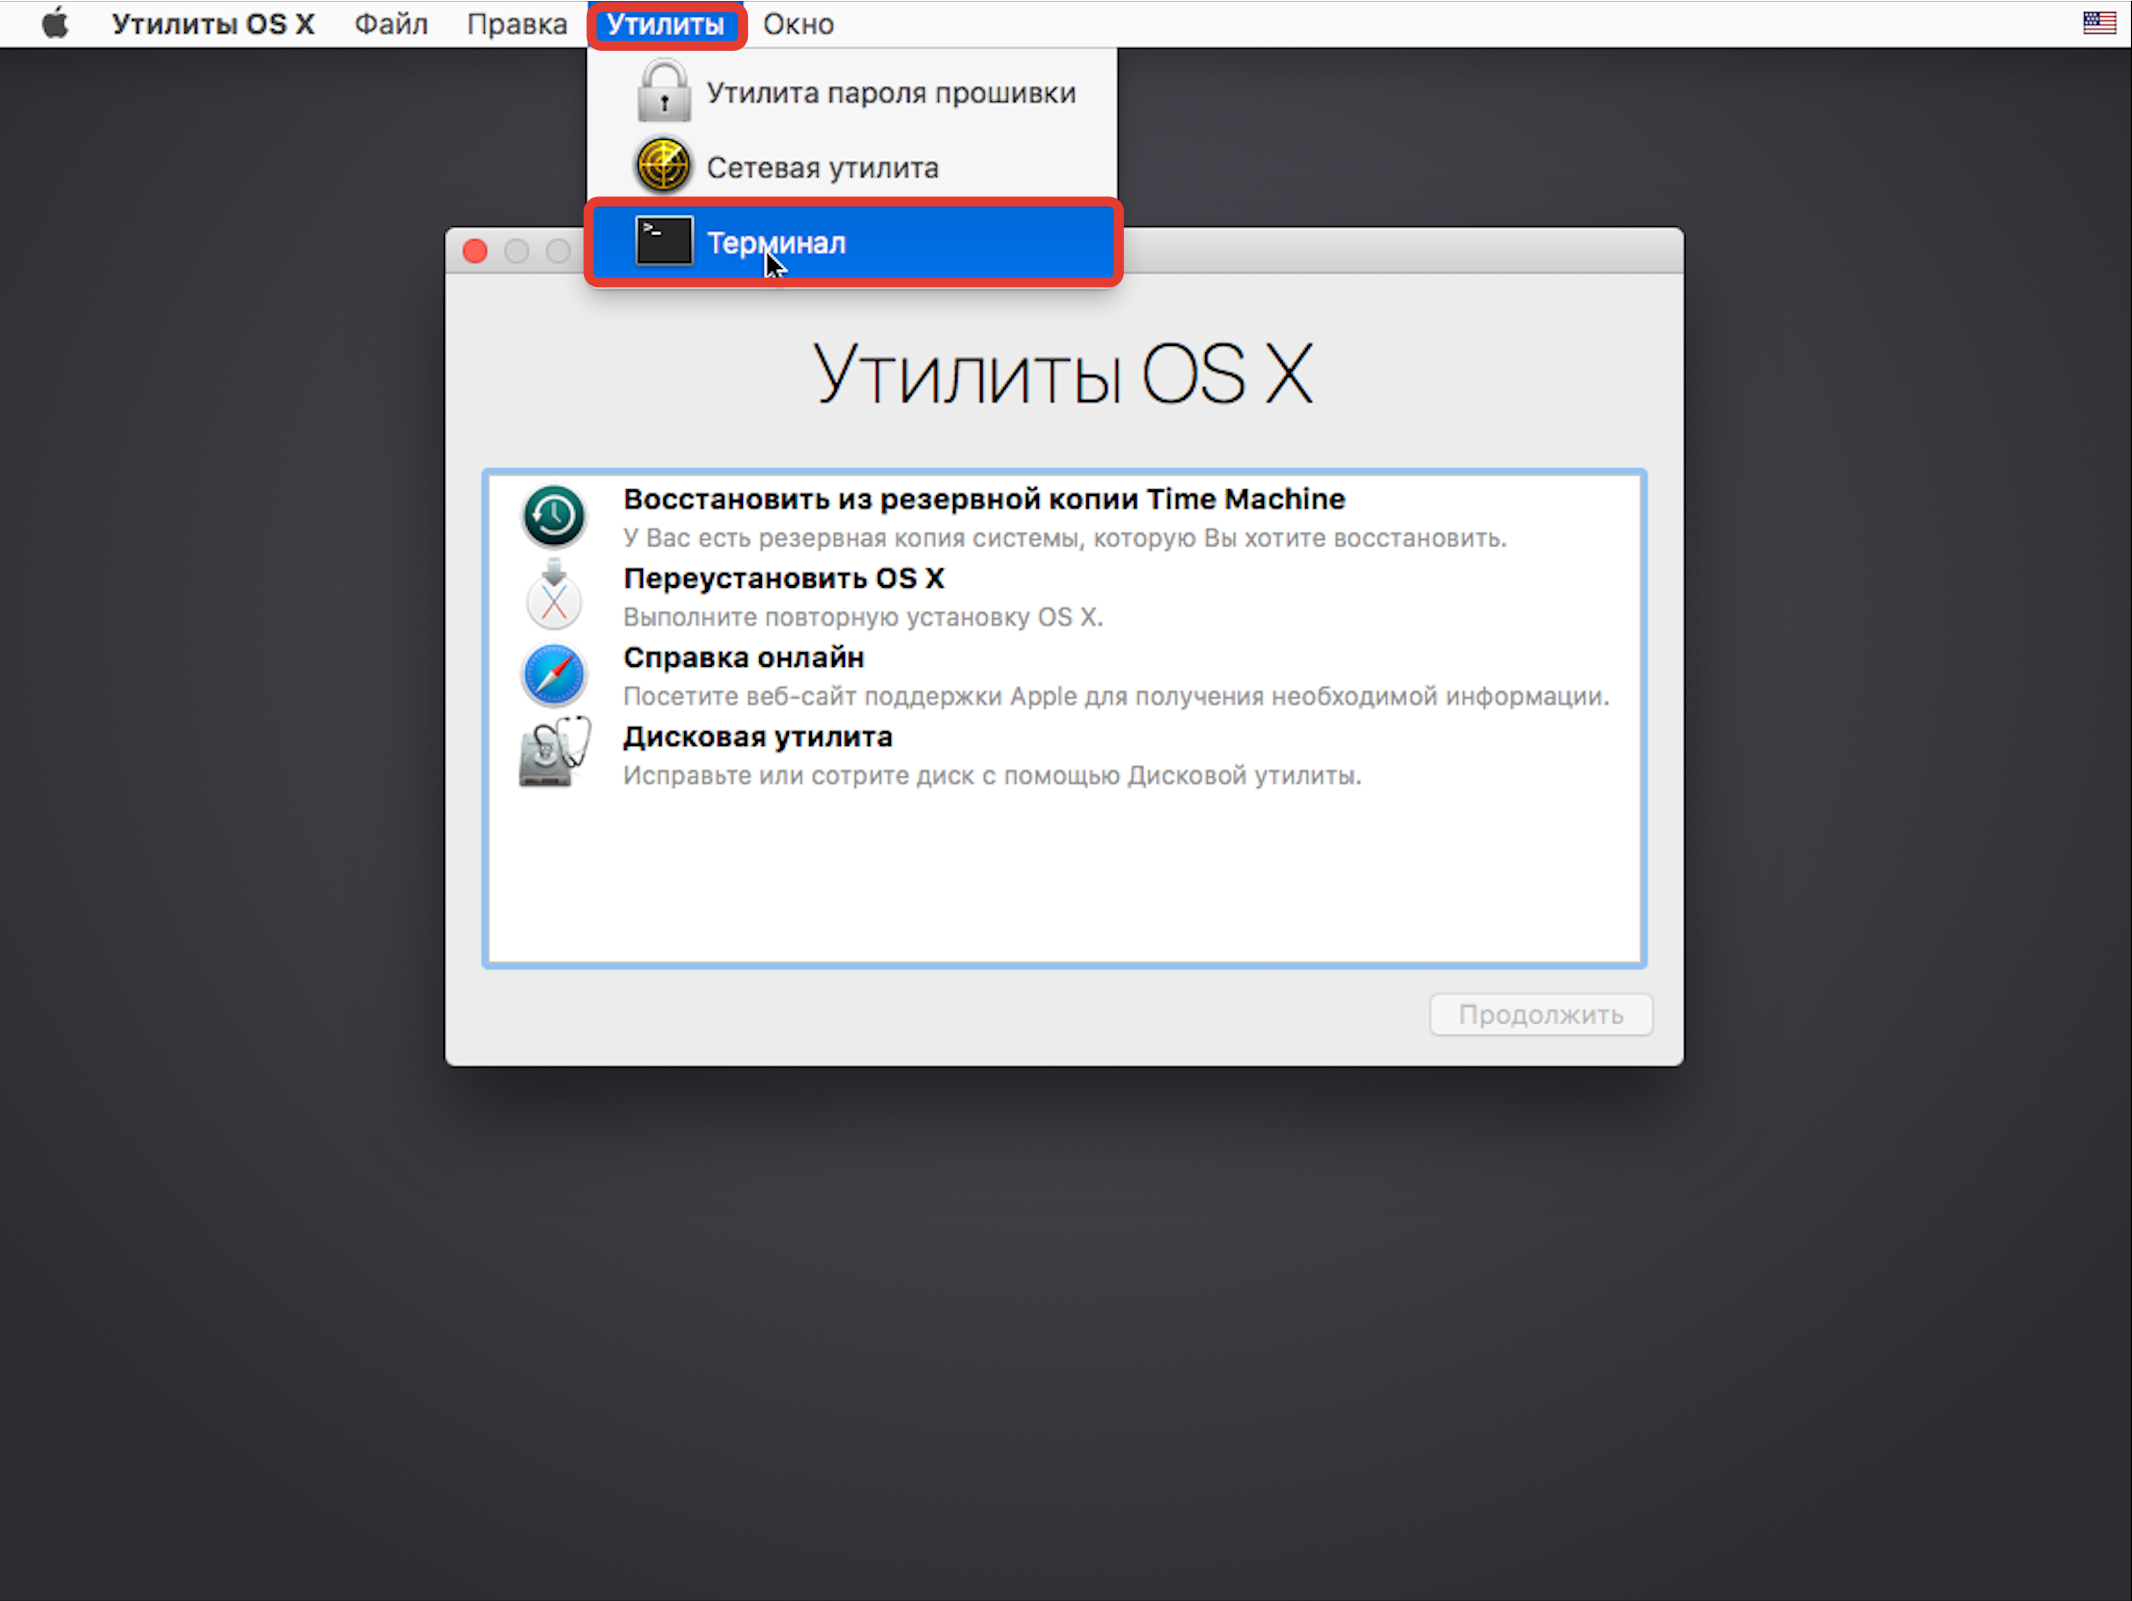 Утилиты OS X Файл Правка Утилиты Окно
Утилита пароля прошивки
Сетевая утилита
>_ Терминал
Утилиты OS X
Восстановить из резервной копии Time Machine
У Вас есть резервная копия системы, которую Вы хотите восстановить.
Переустановить OS X
Выполните повторную установку OS X.
Справка онлайн
Посетите веб-сайт поддержки Apple для получения необходимой информации.
Дисковая утилита
Исправьте или сотрите диск с помощью Дисковой утилиты.
Продолжить